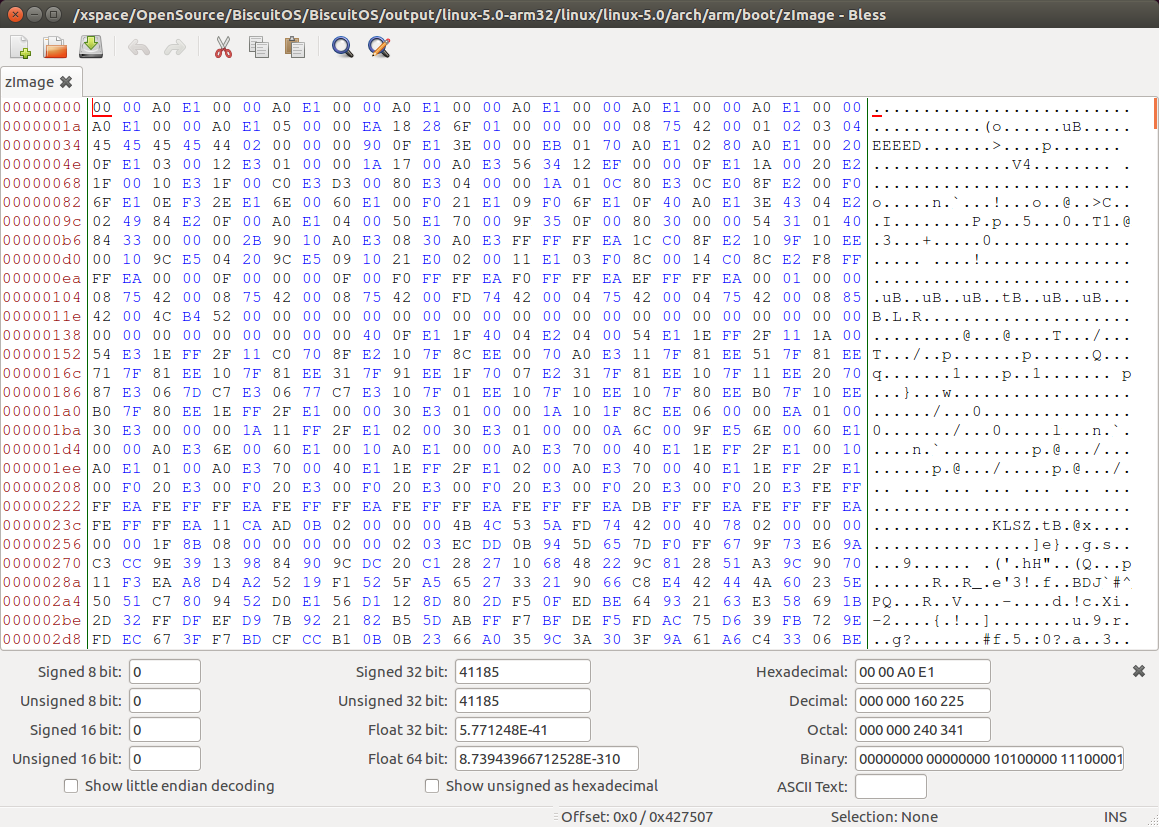 /xspace/OpenSource/BiscuitOS/BiscuitOS/output/linux-5.0-arm32/linux/linux-5.0/arch/arm/boot/zImage - Bless
zImage
00000000 00 00 A0 E1 00 00 A0 E1 00 00 A0 E1 00 00 A0 E1 00 00 A0 E1 00 00 A0 E1 00 00 ..........................
0000001a A0 E1 00 00 A0 E1 05 00 00 EA 18 28 6F 01 00 00 00 00 08 75 42 00 01 02 03 04 ...........(o......uB.....
00000034 45 45 45 45 44 02 00 00 00 90 0F E1 3E 00 00 EB 01 70 A0 E1 02 80 A0 E1 00 20 EEEED.......>....p....... 
0000004e 0F E1 03 00 12 E3 01 00 00 1A 17 00 A0 E3 56 34 12 EF 00 00 0F E1 1A 00 20 E2 ..............V4........ .
00000068 1F 00 10 E3 1F 00 C0 E3 D3 00 80 E3 04 00 00 1A 01 0C 80 E3 0C E0 8F E2 00 F0 ..........................
00000082 6F E1 0E F3 2E E1 6E 00 60 E1 00 F0 21 E1 09 F0 6F E1 0F 40 A0 E1 3E 43 04 E2 o.....n.`...!...o..@..>C..
0000009c 02 49 84 E2 0F 00 A0 E1 04 00 50 E1 70 00 9F 35 0F 00 80 30 00 00 54 31 01 40 .I........P.p..5...0..T1.@
000000b6 84 33 00 00 00 2B 90 10 A0 E3 08 30 A0 E3 FF FF FF EA 1C C0 8F E2 10 9F 10 EE .3...+.....0..............
000000d0 00 10 9C E5 04 20 9C E5 09 10 21 E0 02 00 11 E1 03 F0 8C 00 14 C0 8C E2 F8 FF ..... ....!...............
000000ea FF EA 00 00 0F 00 00 00 0F 00 F0 FF FF EA F0 FF FF EA EF FF FF EA 00 01 00 00 ..........................
00000104 08 75 42 00 08 75 42 00 08 75 42 00 FD 74 42 00 04 75 42 00 04 75 42 00 08 85 .uB..uB..uB..tB..uB..uB...
0000011e 42 00 4C B4 52 00 00 00 00 00 00 00 00 00 00 00 00 00 00 00 00 00 00 00 00 00 B.L.R.....................
00000138 00 00 00 00 00 00 00 00 40 0F E1 1F 40 04 E2 04 00 54 E1 1E FF 2F 11 1A 00 ........@...@....T.../...
00000152 54 E3 1E FF 2F 11 C0 70 8F E2 10 7F 8C EE 00 70 A0 E3 11 7F 81 EE 51 7F 81 EE T.../..p.......p......Q...
0000016c 71 7F 81 EE 10 7F 81 EE 31 7F 91 EE 1F 70 07 E2 31 7F 81 EE 10 7F 11 EE 20 70 q.......1....p..1....... p
00000186 87 E3 06 7D C7 E3 06 77 C7 E3 10 7F 01 EE 10 7F 10 EE 10 7F 80 EE B0 7F 10 EE ...}...w..................
000001a0 B0 7F 80 EE 1E FF 2F E1 00 00 30 E3 01 00 00 1A 10 1F 8C EE 06 00 00 EA 01 00 ....../...0...............
000001ba 30 E3 00 00 00 1A 11 FF 2F E1 02 00 30 E3 01 00 00 0A 6C 00 9F E5 6E 00 60 E1 0......./...0.....l...n.`.
000001d4 00 00 A0 E3 6E 00 60 E1 00 10 A0 E1 00 00 A0 E3 70 00 40 E1 1E FF 2F E1 00 10 ....n.`.........p.@.../...
000001ee A0 E1 01 00 A0 E3 70 00 40 E1 1E FF 2F E1 02 00 A0 E3 70 00 40 E1 1E FF 2F E1 ......p.@.../.....p.@.../.
00000208 00 F0 20 E3 00 F0 20 E3 00 F0 20 E3 00 F0 20 E3 00 F0 20 E3 00 F0 20 E3 FE FF .. ... ... ... ... ... ...
00000222 FF EA FE FF FF EA FE FF FF EA FE FF FF EA FE FF FF EA DB FF FF EA FE FF FF EA ..........................
0000023c FE FF FF EA 11 CA AD 0B 02 00 00 00 4B 4C 53 5A FD 74 42 00 40 78 02 00 00 00 ............KLSZ.tB.@x....
00000256 00 00 1F 8B 08 00 00 00 00 00 02 03 EC DD 0B 94 5D 65 7D F0 FF 67 9F 73 E6 9A ................]e}..g.s..
00000270 C3 CC 9E 39 13 98 84 90 9C DC 20 C1 28 27 10 68 48 22 9C 81 28 51 A3 9C 90 70 ...9...... .('.hH"..(Q...p
0000028a 11 F3 EA A8 D4 A2 52 19 F1 52 5F A5 65 27 33 21 90 66 C8 E4 42 44 4A 60 23 5E ......R..R_.e'3!.f..BDJ`#^
000002a4 50 51 C7 80 94 52 D0 E1 56 D1 12 8D 80 2D F5 0F ED BE 64 93 21 63 E3 58 69 1B PQ...R..V....-....d.!c.Xi.
000002be 2D 32 FF DF EF D9 7B 92 21 82 B5 5D AB FF F7 BF DE F5 FD AC 75 D6 39 FB 72 9E -2....{.!..]........u.9.r.
000002d8 FD EC 67 3F F7 BD CF CC B1 0B 0B 23 66 A0 35 9C 3A 30 3F 9A 61 A6 C4 33 06 BE ..g?.......#f.5.:0?.a..3..
Signed 8 bit: 0 Signed 32 bit: 41185 Hexadecimal: 00 00 A0 E1
Unsigned 8 bit: 0 Unsigned 32 bit: 41185 Decimal: 000 000 160 225
Signed 16 bit: 0 Float 32 bit: 5.771248E-41 Octal: 000 000 240 341
Unsigned 16 bit: 0 Float 64 bit: 8.73943966712528E-310 Binary: 00000000 00000000 10100000 11100001
Show little endian decoding Show unsigned as hexadecimal ASCII Text:
Offset: 0x0 / 0x427507 Selection: None INS